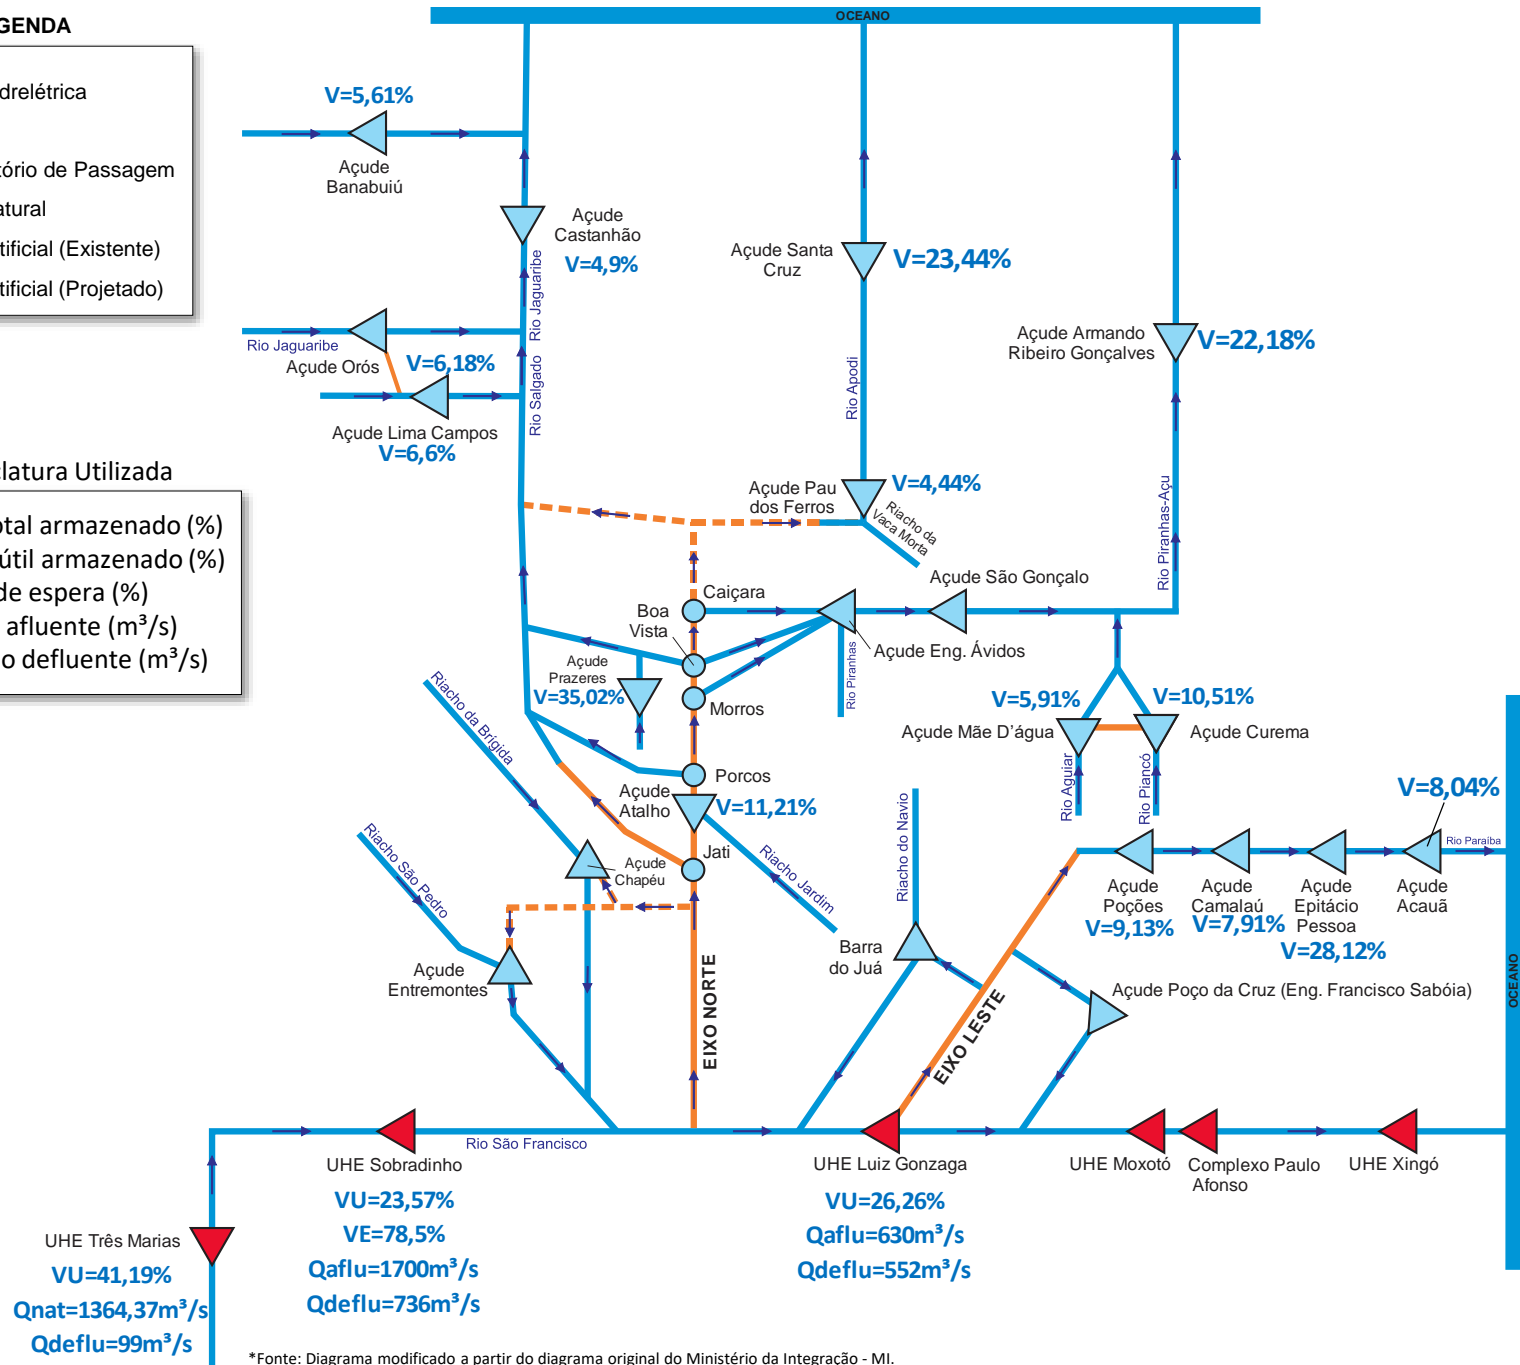 OCEANO
GENDA
drelétrica
tório de Passagem
atural
tificial (Existente)
tificial (Projetado)
V=5,61%
Açude
Banabuiú
Açude
Castanhão
V=4,9%
Rio Jaguaribe
Açude Santa
Cruz
V=23,44%
Açude Armando
Ribeiro Gonçalves
V=22,18%
Rio Jaguaribe
Açude Orós
V=6,18%
Rio Salgado
Rio Apodi
Açude Lima Campos
V=6,6%
clatura Utilizada
otal armazenado (%)
útil armazenado (%)
de espera (%)
afluente (m³/s)
o defluente (m³/s)
Açude Pau
dos Ferros
V=4,44%
Riacho da
Vaca Morta
Rio Piranhas-Açu
Açude São Gonçalo
Caiçara
Boa
Vista
Açude Eng. Ávidos
Rio Piranhas
Açude
Prazeres
V=35,02%
Morros
Riacho da Brígida
V=5,91%
V=10,51%
Açude Mãe D'água
Açude Curema
Rio Aguiar
Rio Piancó
Porcos
Açude
Atalho
V=11,21%
V=8,04%
Riacho São Pedro
Açude
Chapéu
Jati
Riacho Jardim
Riacho do Navio
Rio Paraiba
Açude
Poções
V=9,13%
Açude
Camalaú
V=7,91%
Açude
Epitácio
Pessoa
V=28,12%
Açude
Acauã
Açude
Entremontes
Barra
do Juá
EIXO NORTE
EIXO LESTE
Açude Poço da Cruz (Eng. Francisco Sabóia)
OCEANO
Rio São Francisco
UHE Sobradinho
VU=23,57%
VE=78,5%
Qaflu=1700m³/s
Qdeflu=736m³/s
UHE Luiz Gonzaga
VU=26,26%
Qaflu=630m³/s
Qdeflu=552m³/s
UHE Moxotó
Complexo Paulo
Afonso
UHE Xingó
UHE Três Marias
VU=41,19%
Qnat=1364,37m³/s
Qdeflu=99m³/s
*Fonte: Diagrama modificado a partir do diagrama original do Ministério da Integração - MI.